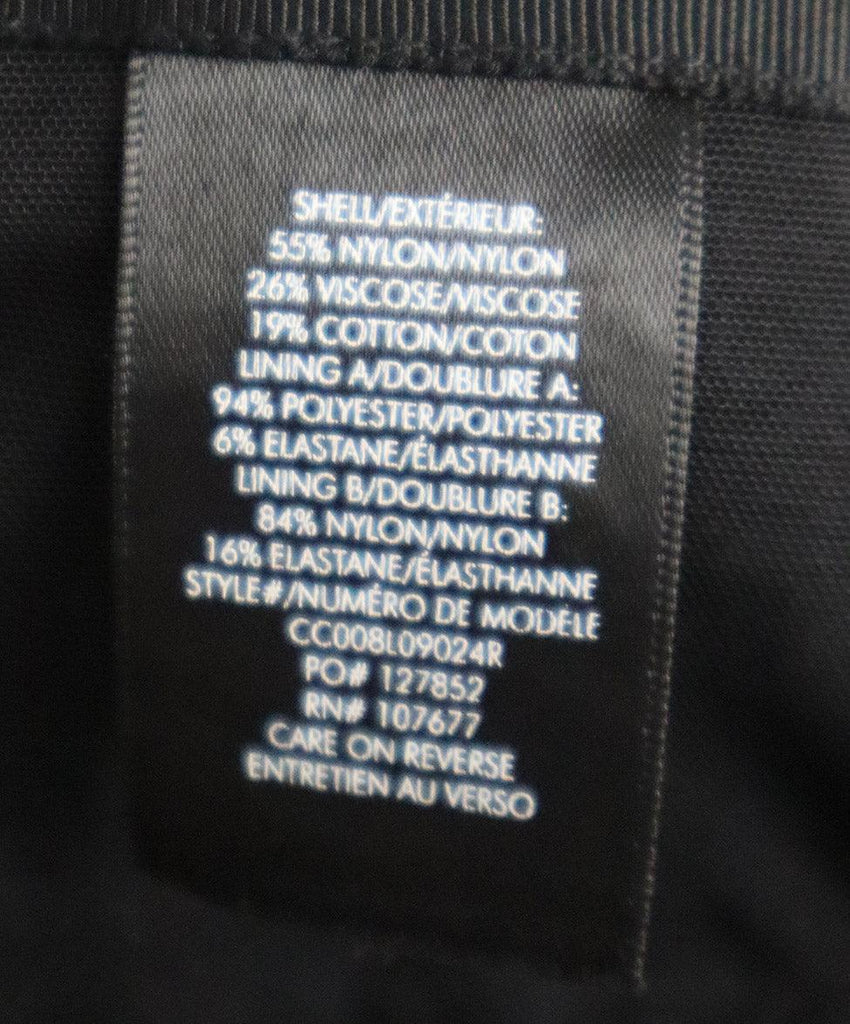 SHELL/EXTÉRIEUR:
55% NYLON/NYLON
26% VISCOSE/VISCOSE
19% COTTON/COTON
LINING A/DOUBLURE A:
94% POLYESTER/POLYESTER
6% ELASTANE/ÉLASTHANNE
LINING B/DOUBLURE B:
84% NYLON/NYLON
16% ELASTANE/ÉLASTHANNE
STYLE#/NUMÉRO DE MODÈLE
CC008L09024R
PO# 127852
RN# 107677
CARE ON REVERSE
ENTRETIEN AU VERSO